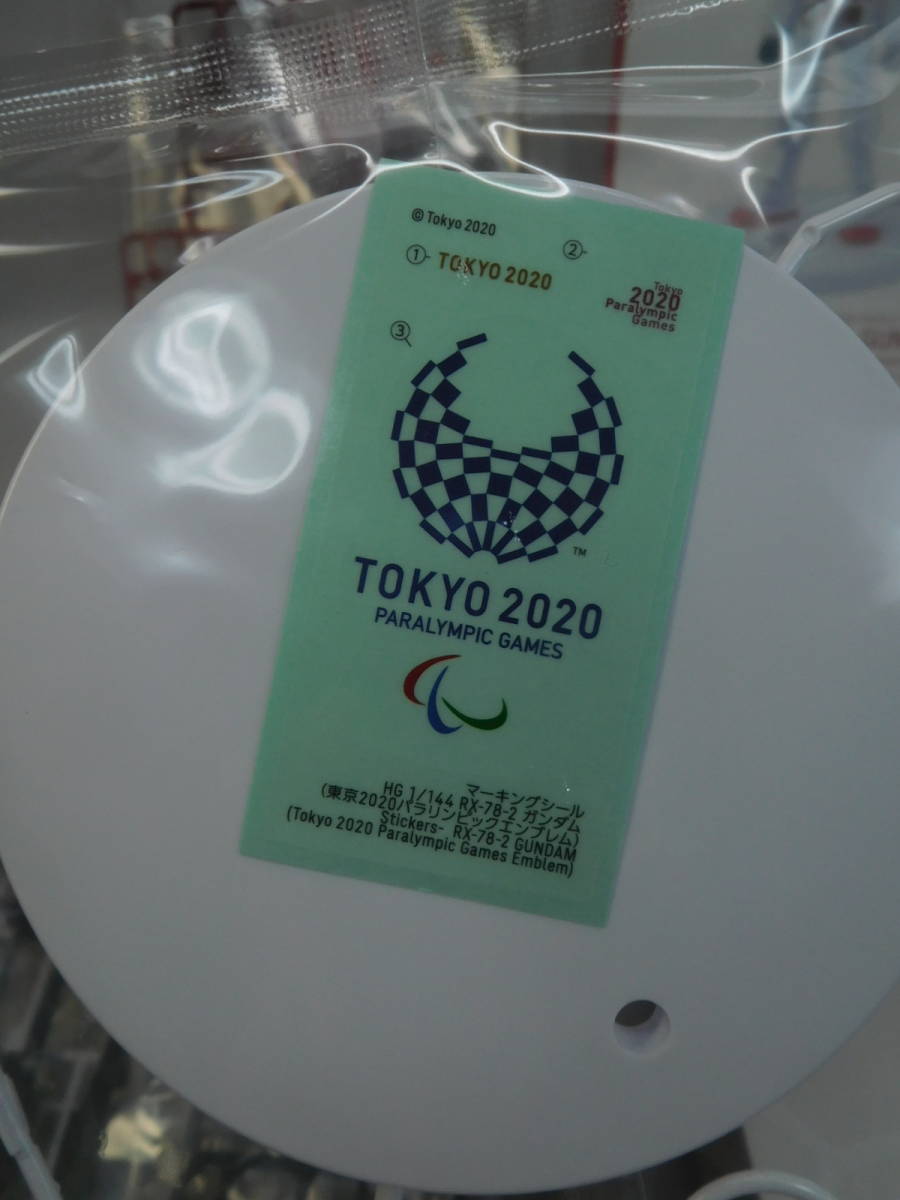 © Tokyo 2020
①- TOKYO 2020
②-
Tokyo
2020
Paralympic
Games
③
TM
TOKYO 2020
PARALYMPIC GAMES
マーキングシール
HG 1/144 RX-78-2 ガンダム
(東京2020パラリンピックエンブレム)
Stickers- RX-78-2 GUNDAM
(Tokyo 2020 Paralympic Games Emblem)